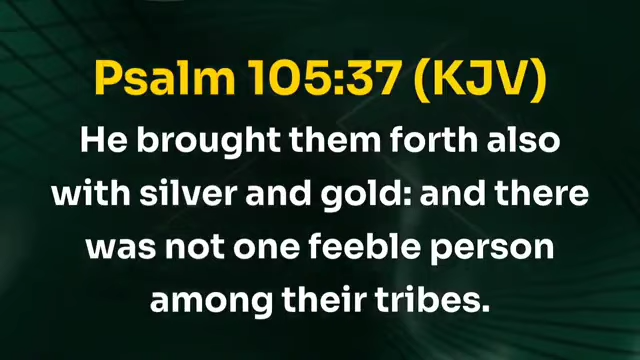 Psalm 105:37 (KJV)
He brought them forth also
with silver and gold: and there
was not one feeble person
among their tribes.